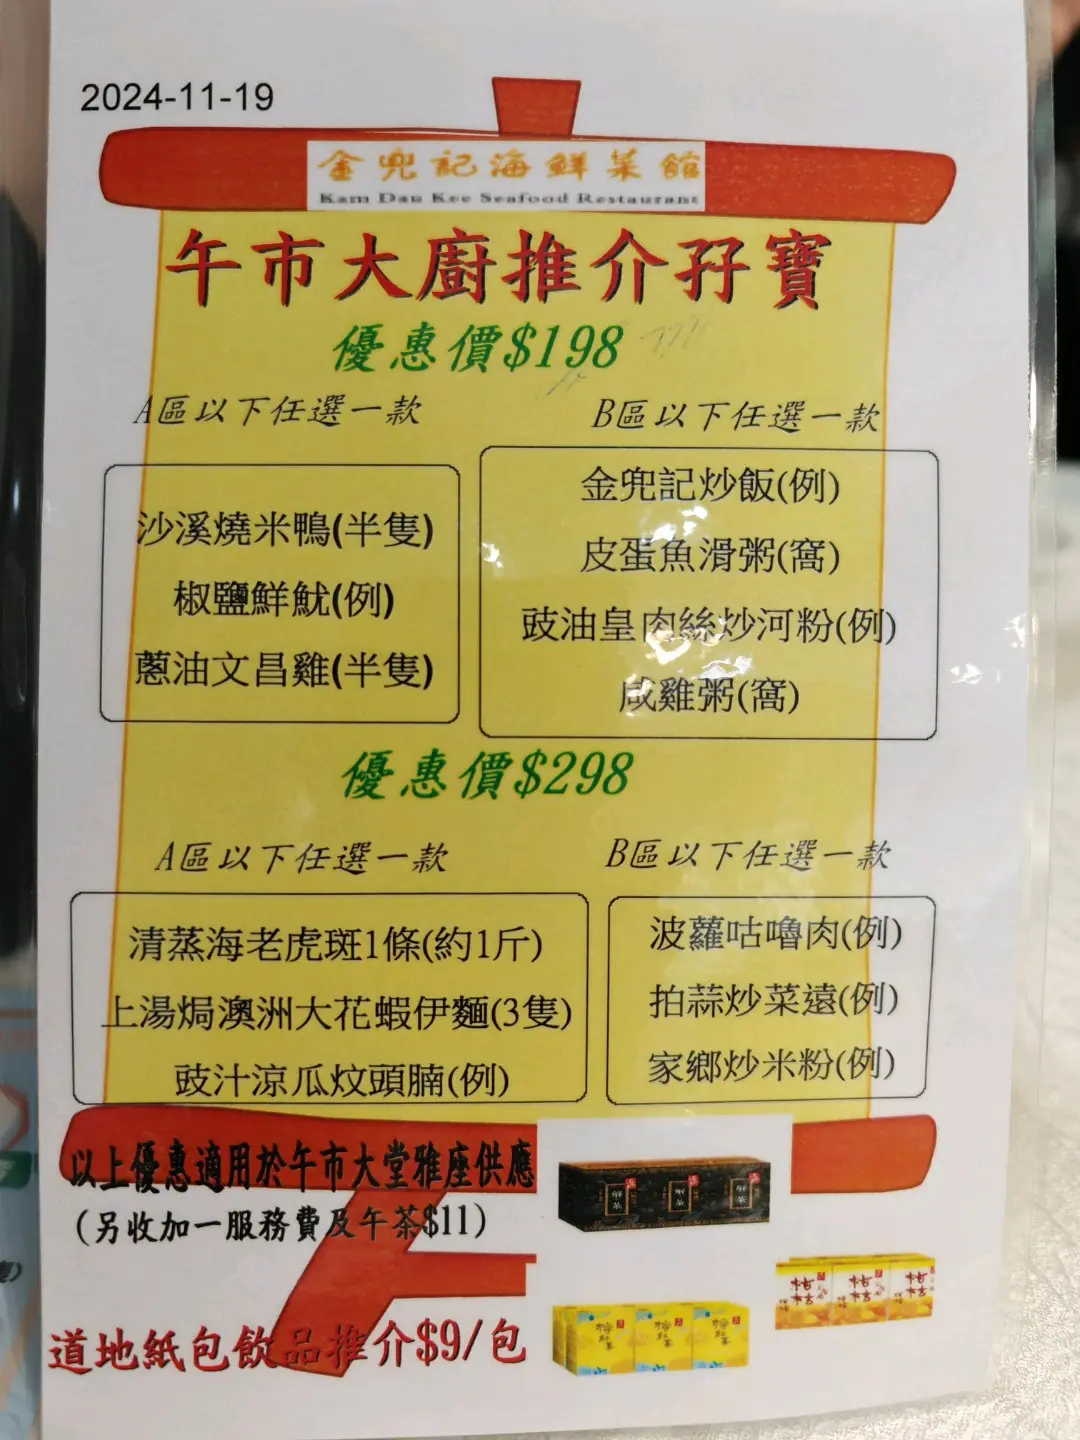 2024-11-19
金兜記海鮮菜館
Kam Dau Kee Seafood Restaurant
午市大廚推介孖寶
優惠價$198
A區以下任選一款
B區以下任選一款
沙溪燒米鴨(半隻)
椒鹽鮮魷(例)
蔥油文昌雞(半隻)
金兜記炒飯(例)
皮蛋魚滑粥(窩)
豉油皇肉絲炒河粉(例)
咸雞粥(窩)
優惠價$298
A區以下任選一款
B區以下任選一款
清蒸海老虎斑1條(約1斤)
上湯焗澳洲大花蝦伊麵(3隻)
豉汁涼瓜炆頭腩(例)
波蘿咕嚕肉(例)
拍蒜炒菜遠(例)
家鄉炒米粉(例)
以上優惠適用於午市大堂雅座供應
(另收加一服務費及午茶$11)
道地紙包飲品推介$9/包